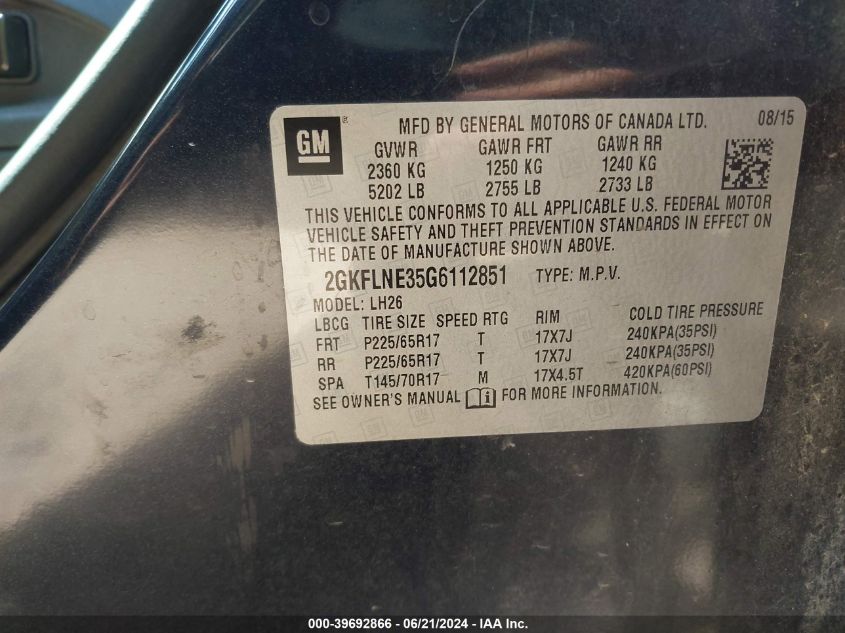 GM ®
MFD BY GENERAL MOTORS OF CANADA LTD. 08/15
GVWR GAWR FRT GAWR RR
2360 KG 1250 KG 1240 KG
5202 LB 2755 LB 2733 LB
THIS VEHICLE CONFORMS TO ALL APPLICABLE U.S. FEDERAL MOTOR
VEHICLE SAFETY AND THEFT PREVENTION STANDARDS IN EFFECT ON
THE DATE OF MANUFACTURE SHOWN ABOVE.
2GKFLNE35G6112851 TYPE: M.P.V.
MODEL: LH26
LBCG TIRE SIZE SPEED RTG RIM COLD TIRE PRESSURE
FRT P225/65R17 T 17X7J 240KPA(35PSI)
RR P225/65R17 T 17X7J 240KPA(35PSI)
SPA T145/70R17 M 17X4.5T 420KPA(60PSI)
SEE OWNER'S MANUAL FOR MORE INFORMATION.
000-39692866 - 06/21/2024 - IAAI.com